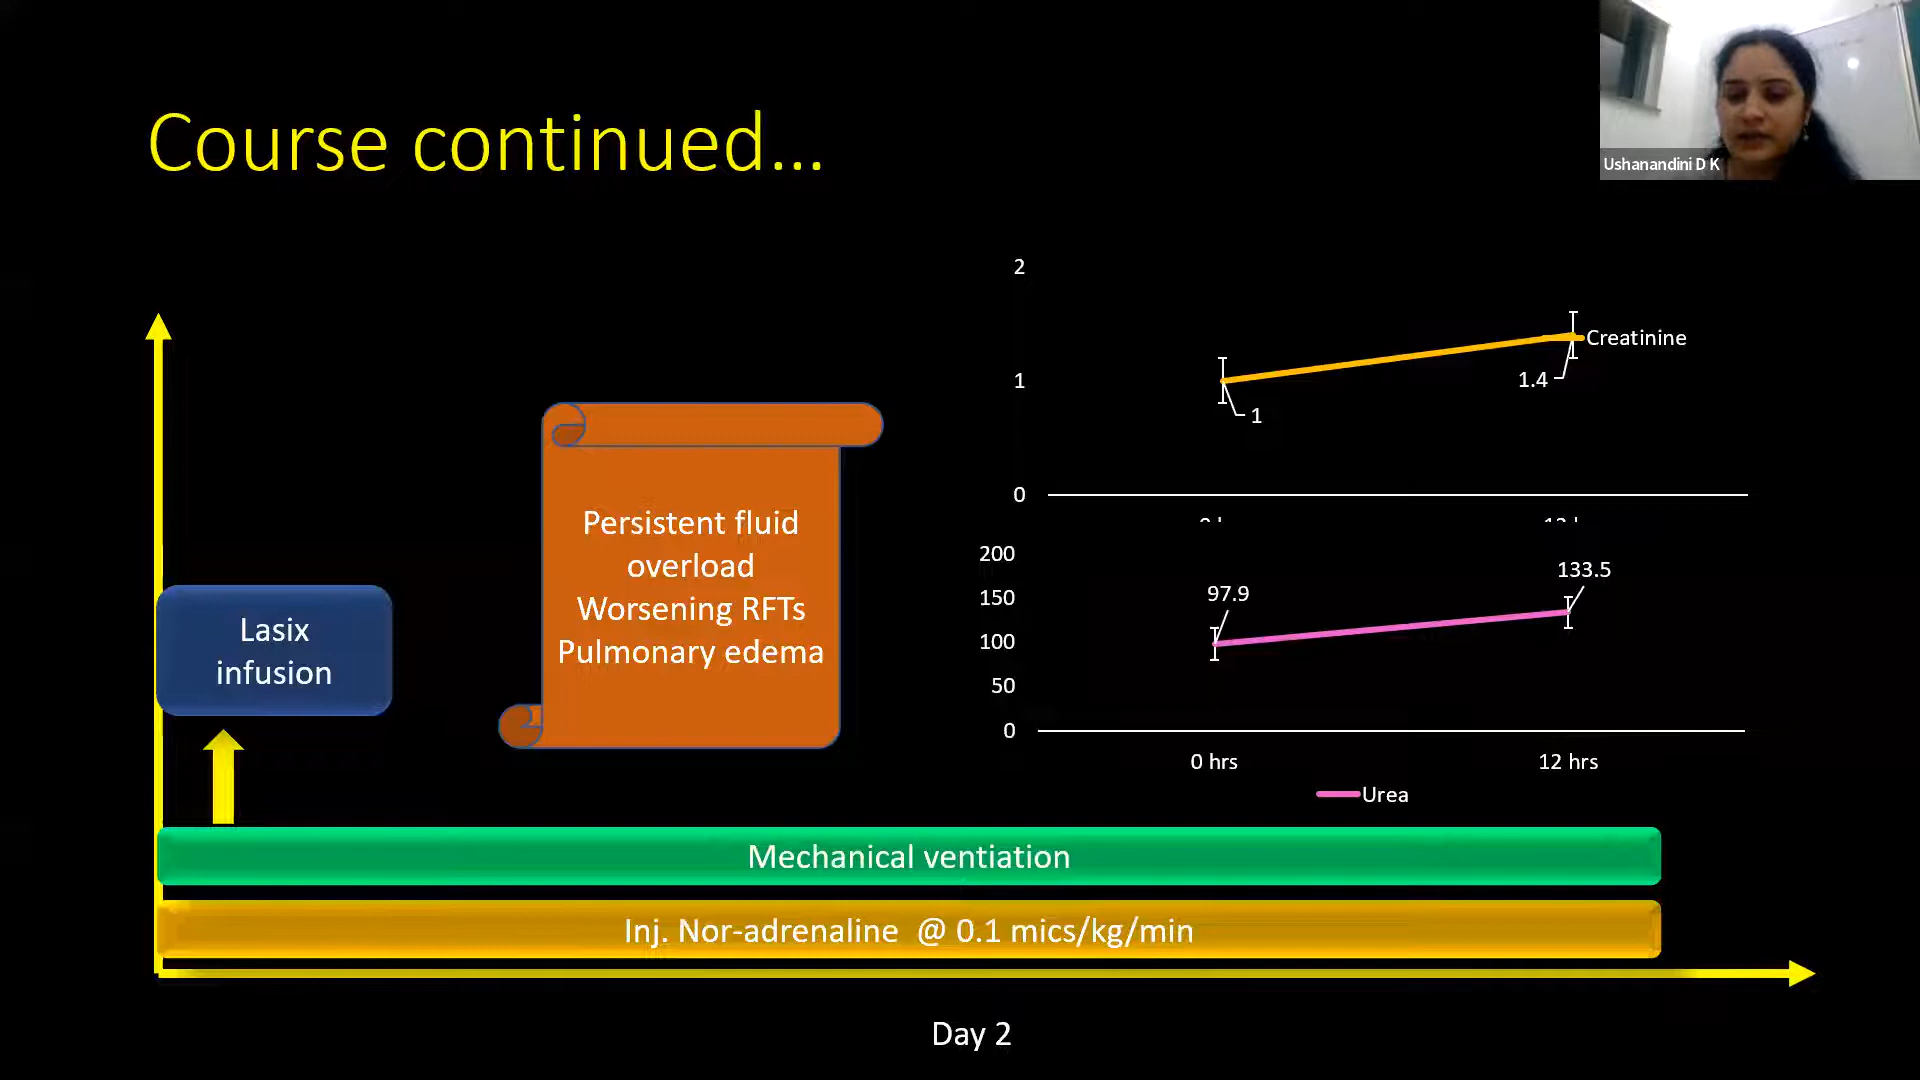 Course continued...
Ushanandini D K
2
1
0
Creatinine
1.4
1
Persistent fluid
overload
Worsening RFTs
Pulmonary edema
Lasix
infusion
200
150
100
50
0
97.9
133.5
0 hrs
12 hrs
Urea
Mechanical ventiation
Inj. Nor-adrenaline @ 0.1 mics/kg/min
Day 2